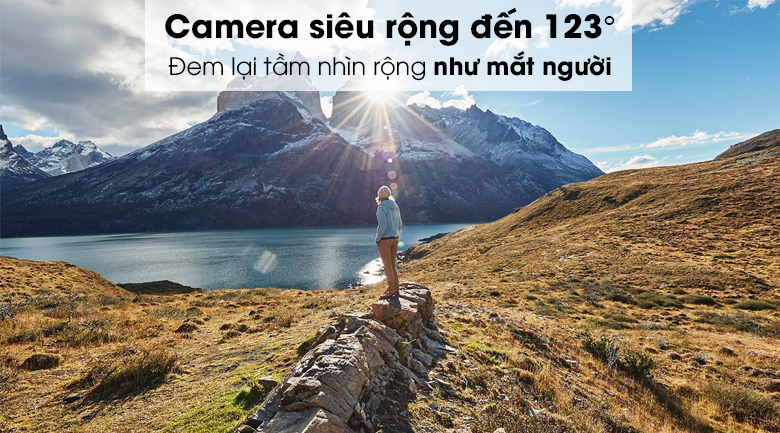 Camera siêu rộng đến 123°
Đem lại tầm nhìn rộng như mắt người